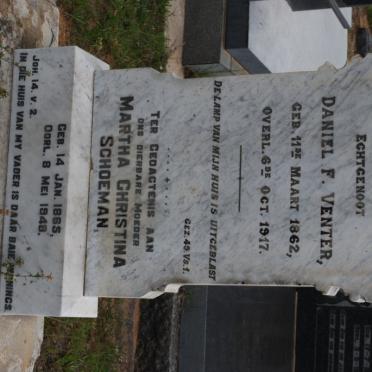 ECHTGENOOT
DANIEL F. VENTER,
GEB. 11DE MAART 1862,
OVERL. 6DE OCT. 1917.
DE LAMP VAN MIJN HUIS IS UITGEBLAST
GEZ. 49. VS. 1.
TER GEDACTENIS AAN
ONS DIERBARE MOEDER
MARTHA CHRISTINA
SCHOEMAN,
GEB. 14 JAN 1865,
OORL. 8 MEI 1948.
JOH. 14. V. 2.
IN DIE HUIS VAN MY VADER IS DAAR BAIE WONINGS